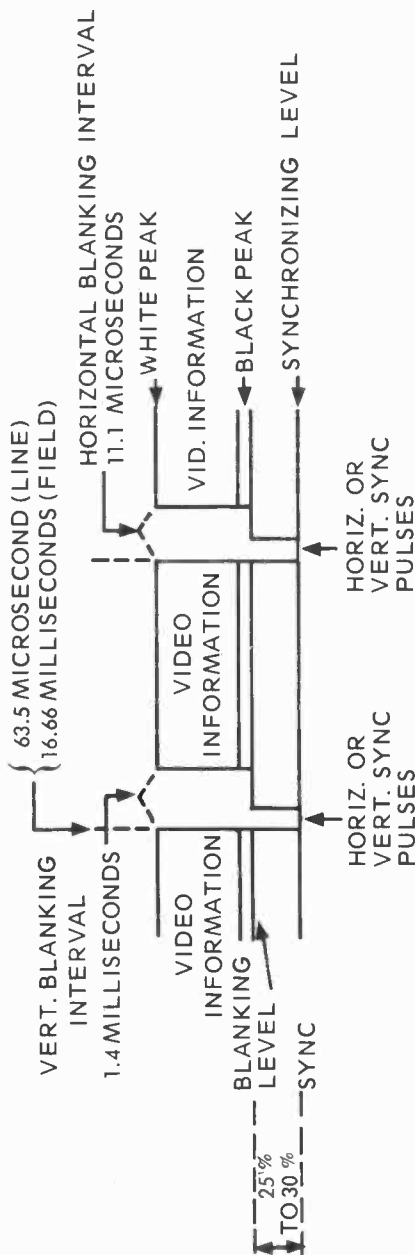 63.5 MICROSECOND (LINE)
16.66 MILLISECONDS (FIELD)
VERT. BLANKING
INTERVAL
1.4 MILLISECONDS
HORIZONTAL BLANKING INTERVAL
11.1 MICROSECONDS
WHITE PEAK
VIDEO
INFORMATION
VIDEO
INFORMATION
VID. INFORMATION
BLACK PEAK
BLANKING
LEVEL
SYNC
SYNCHRONIZING LEVEL
25%
TO 30%
HORIZ. OR
VERT. SYNC
PULSES
HORIZ. OR
VERT. SYNC
PULSES